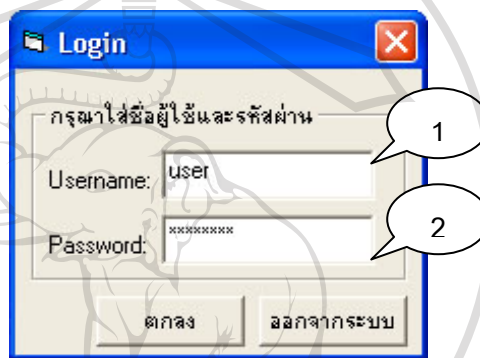 Login
กรุณาใส่ชื่อผู้ใช้และรหัสผ่าน
1
Username: user
2
Password: ********
ตกลง ออกจากระบบ